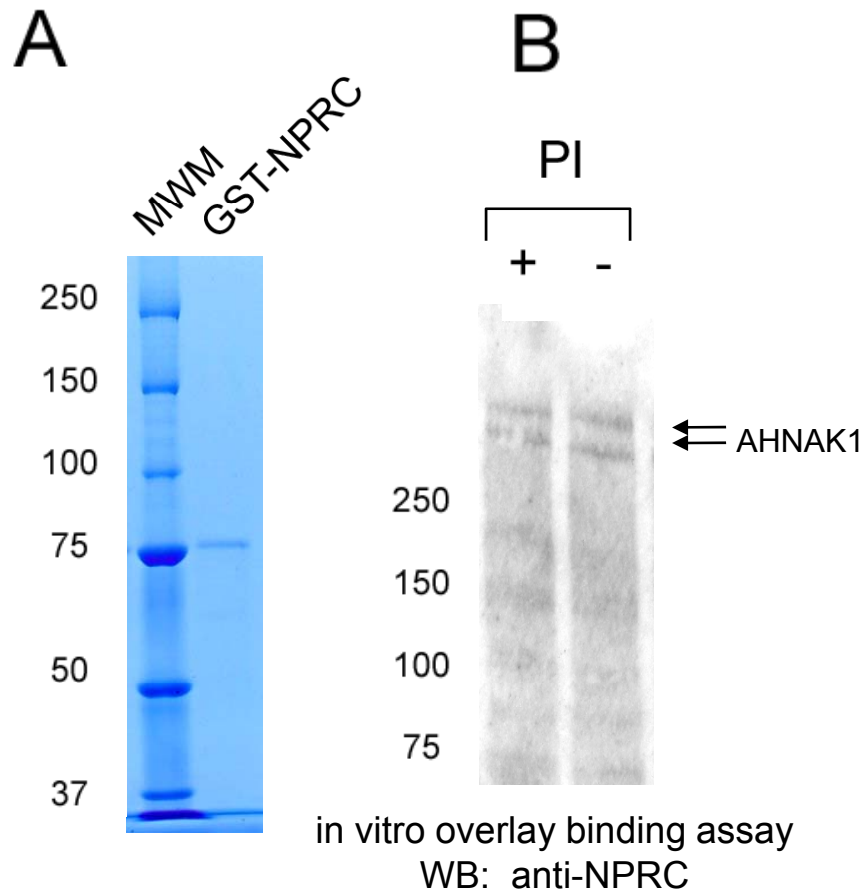 A
MWM
GST-NPRC
250
150
100
75
50
37
B
PI
+ -
AHNAK1
250
150
100
75
in vitro overlay binding assay
WB: anti-NPRC